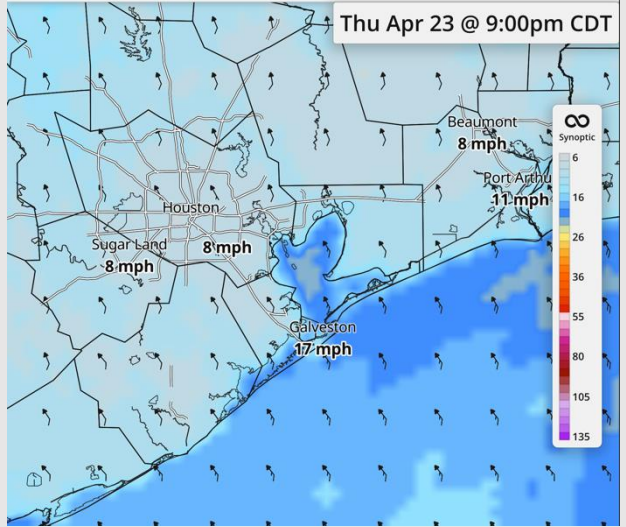 Thu Apr 23 @ 9:00pm CDT
Beaumont
8 mph
Synoptic
6
Port Arthu
11 mph
16
Houston
8 mph
Sugar Land
8 mph
26
36
Galveston
17 mph
55
80
105
135